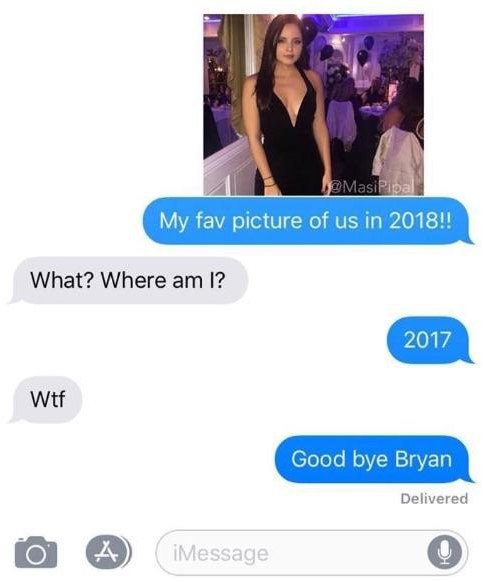 @MasiPipal
My fav picture of us in 2018!!
What? Where am I?
2017
Wtf
Good bye Bryan
Delivered
iMessage